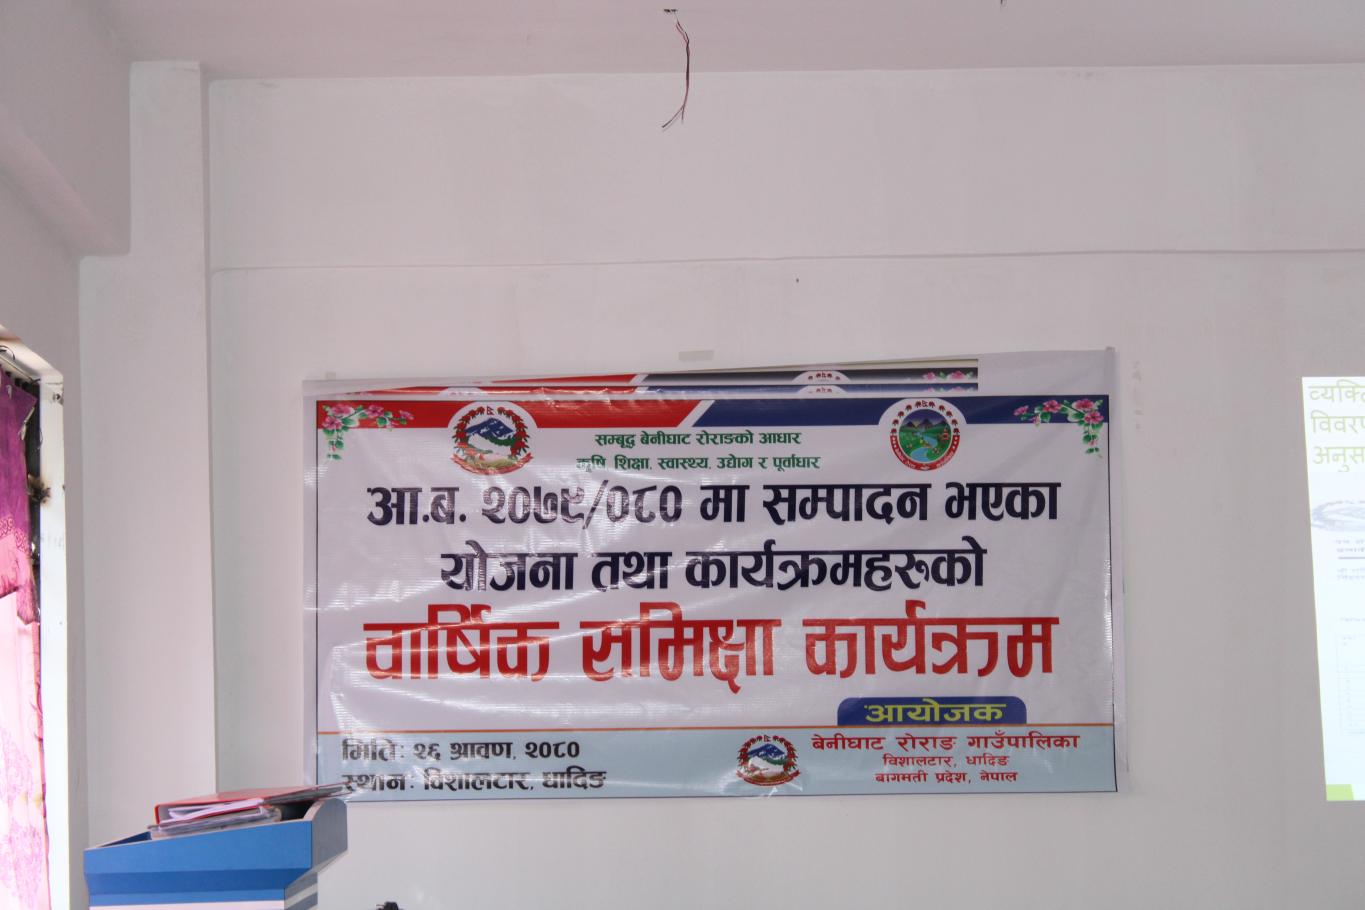 सम्बृद्ध बेनीघाट रोराङको आधार
कृषि, शिक्षा, स्वास्थ्य, उद्योग र पूर्वाधार
आ.ब. २०७९/०८० मा सम्पादन भएका
योजना तथा कार्यक्रमहरुको
वार्षिक समिक्षा कार्यक्रम
आयोजक
मिति: २६ श्रावण, २०८०
स्थान: विशालटार, धादिङ
बेनीघाट रोराङ गाउँपालिका
विशालटार, धादिङ
बागमती प्रदेश, नेपाल